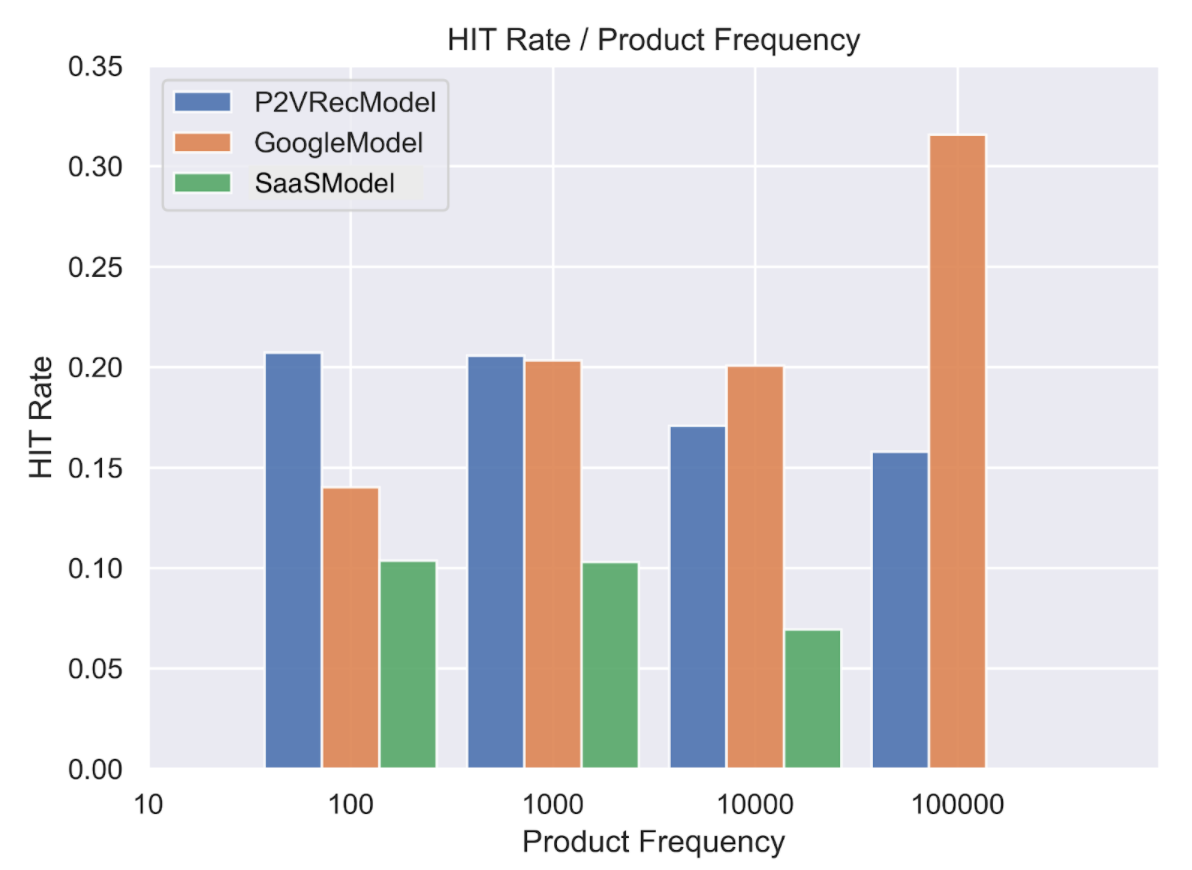 HIT Rate / Product Frequency
0.35
0.30
0.25
0.20
0.15
0.10
0.05
0.00
HIT Rate
P2VRecModel
GoogleModel
SaaSModel
10 100 1000 10000 100000
Product Frequency